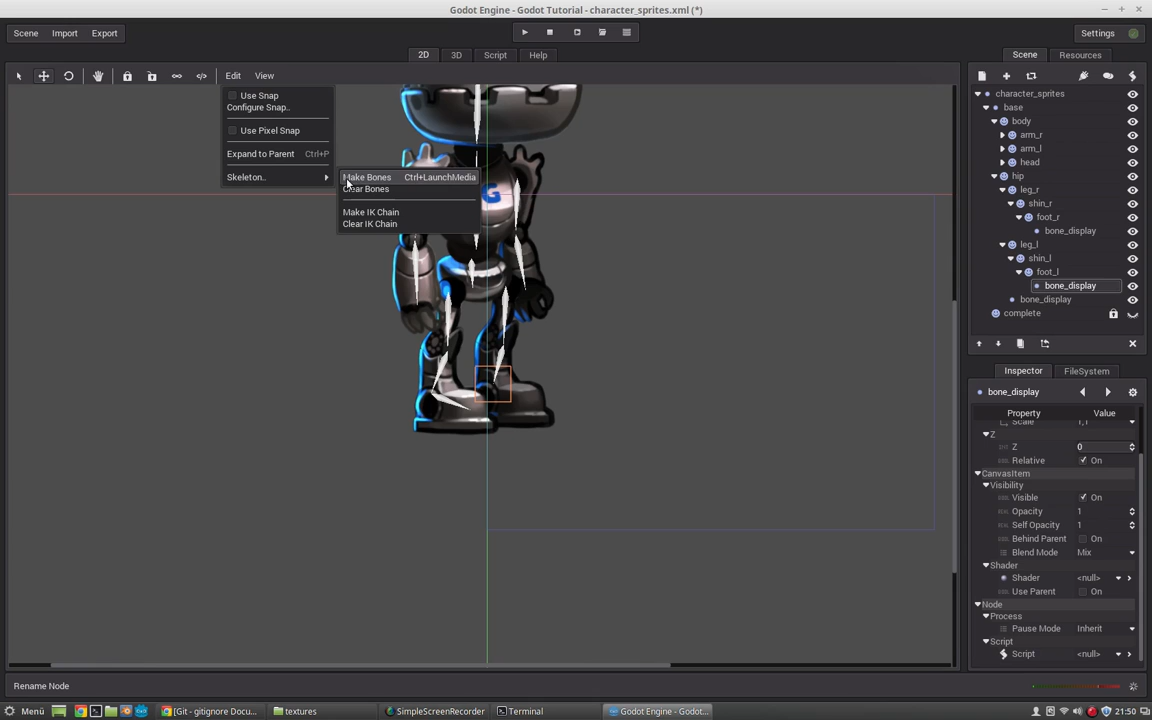 Godot Engine - Godot Tutorial - character_sprites.xml (*)
Scene Import Export Settings
2D 3D Script Help
Scene Resources
Edit View
Use Snap
Configure Snap..
Use Pixel Snap
Expand to Parent Ctrl+P
Skeleton..
Make Bones Ctrl+LaunchMedia
Clear Bones
Make IK Chain
Clear IK Chain
G
character_sprites
base
body
arm_r
arm_l
head
hip
leg_r
shin_r
foot_r
bone_display
leg_l
shin_l
foot_l
bone_display
bone_display
complete
Inspector FileSystem
bone_display
Property Value
Scale 1,1
Z
Z 0
Relative On
CanvasItem
Visibility
Visible On
Opacity 1
Self Opacity 1
Behind Parent On
Blend Mode Mix
Shader
Shader <null>
Use Parent On
Node
Process
Pause Mode Inherit
Script
Script <null>
Rename Node
Menü [Git - gitignore Docu... textures SimpleScreenRecorder Terminal Godot Engine - Godot... 21:50